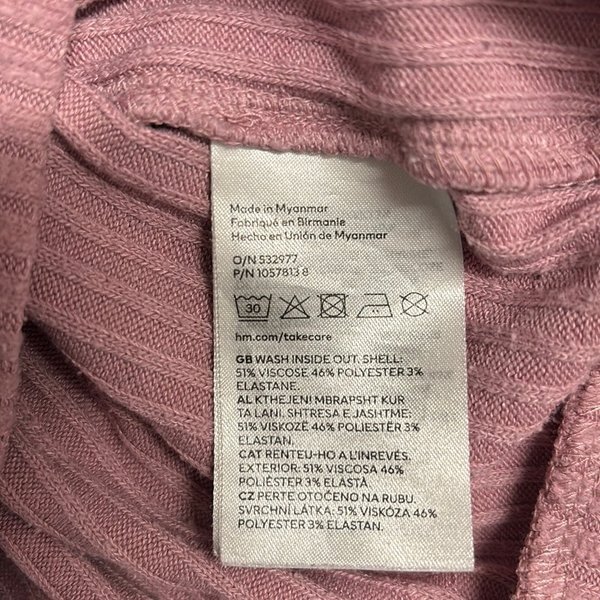 Made in Myanmar
Fabriqué en Birmanie
Hecho en Unión de Myanmar
O/N 532977
P/N 1057813 8
30
hm.com/takecare
GB WASH INSIDE OUT. SHELL:
51% VISCOSE 46% POLYESTER 3%
ELASTANE.
AL KTHEJENI MBRAPSHT KUR
TA LANI. SHTRESA E JASHTME:
51% VISKOZË 46% POLIESTËR 3%
ELASTAN.
CAT RENTEU-HO A L'INREVÉS.
EXTERIOR: 51% VISCOSA 46%
POLIÈSTER 3% ELASTÀ
CZ PERTE OTOČENO NA RUBU.
SVRCHNÍ LÁTKA: 51% VISKÓZA 46%
POLYESTER 3% ELASTAN.